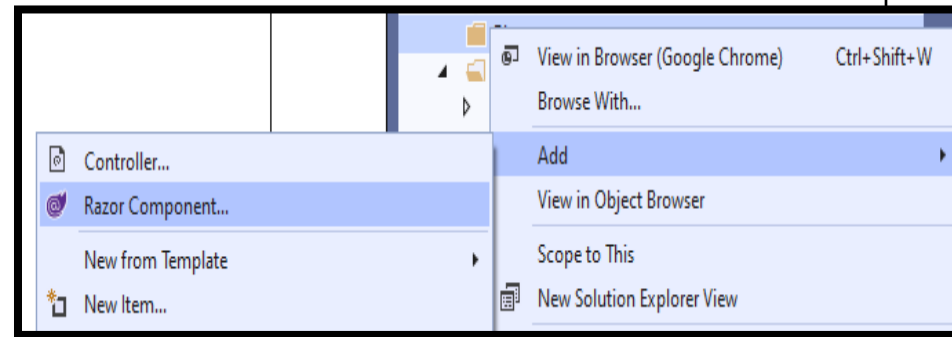 View in Browser (Google Chrome) Ctrl+Shift+W
Browse With...
Add
View in Object Browser
Scope to This
New Solution Explorer View
Controller...
Razor Component...
New from Template
New Item...